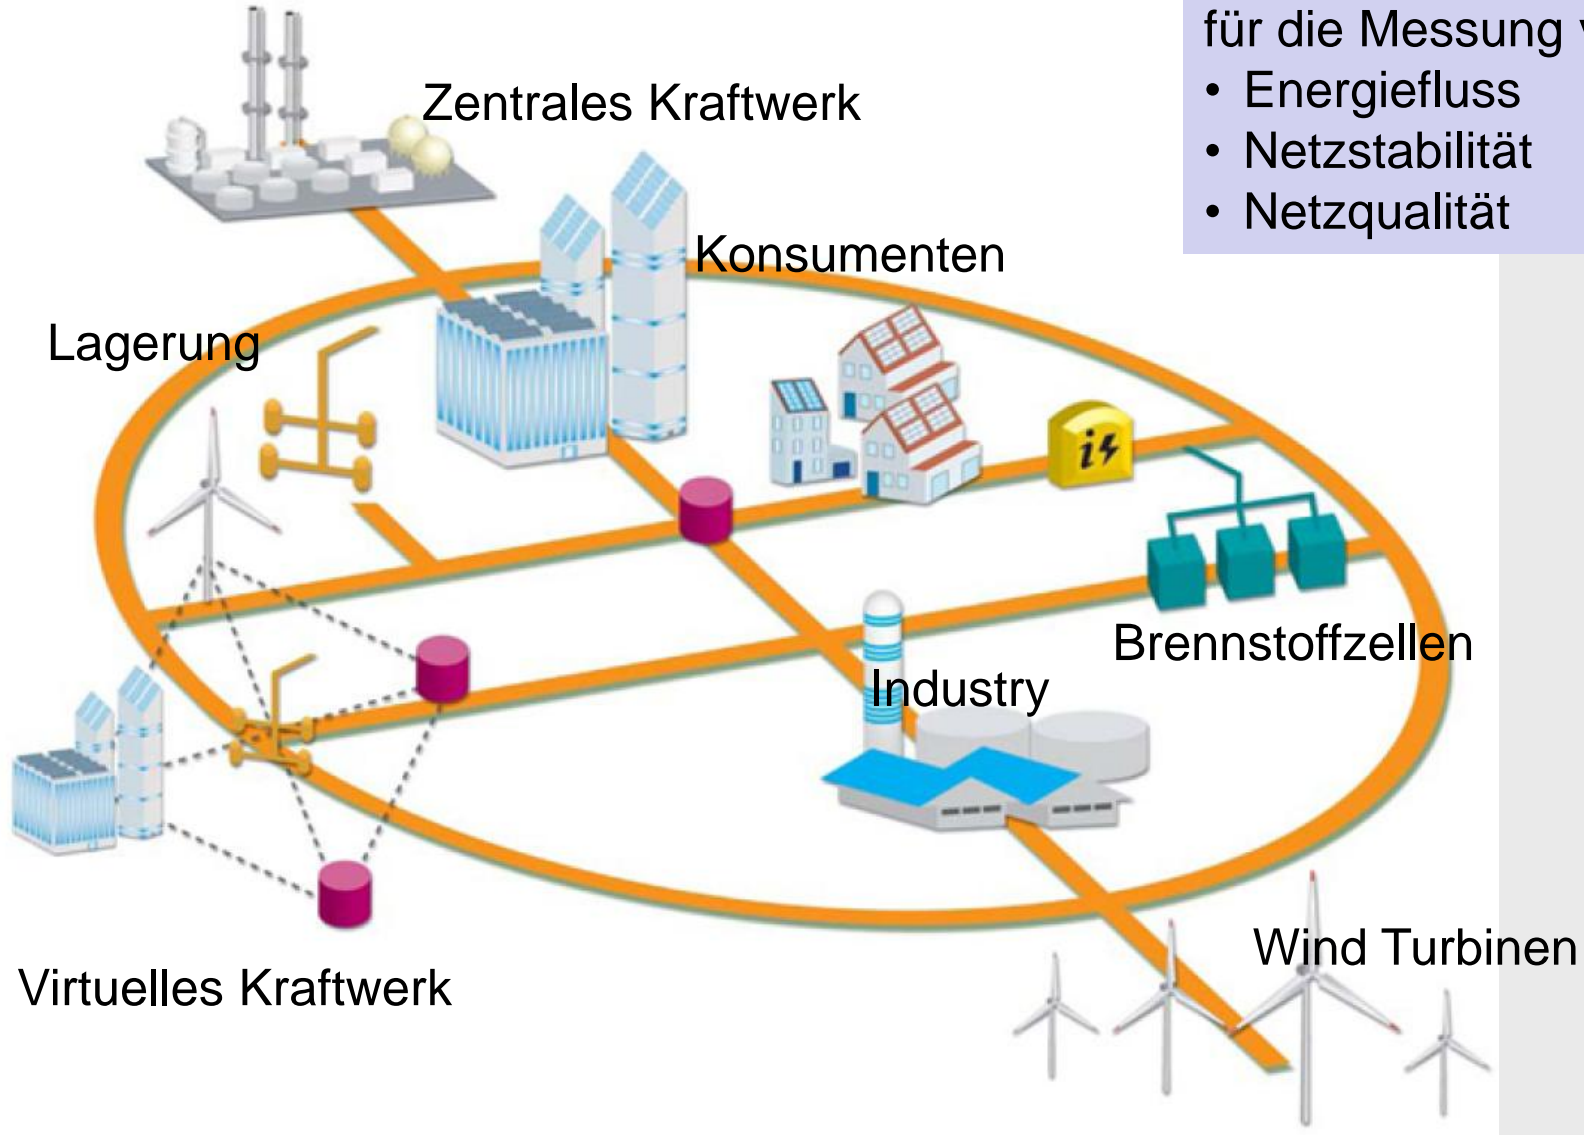 für die Messung
• Energiefluss
• Netzstabilität
• Netzqualität
Zentrales Kraftwerk
Konsumenten
Lagerung
Brennstoffzellen
Industry
Wind Turbinen
Virtuelles Kraftwerk